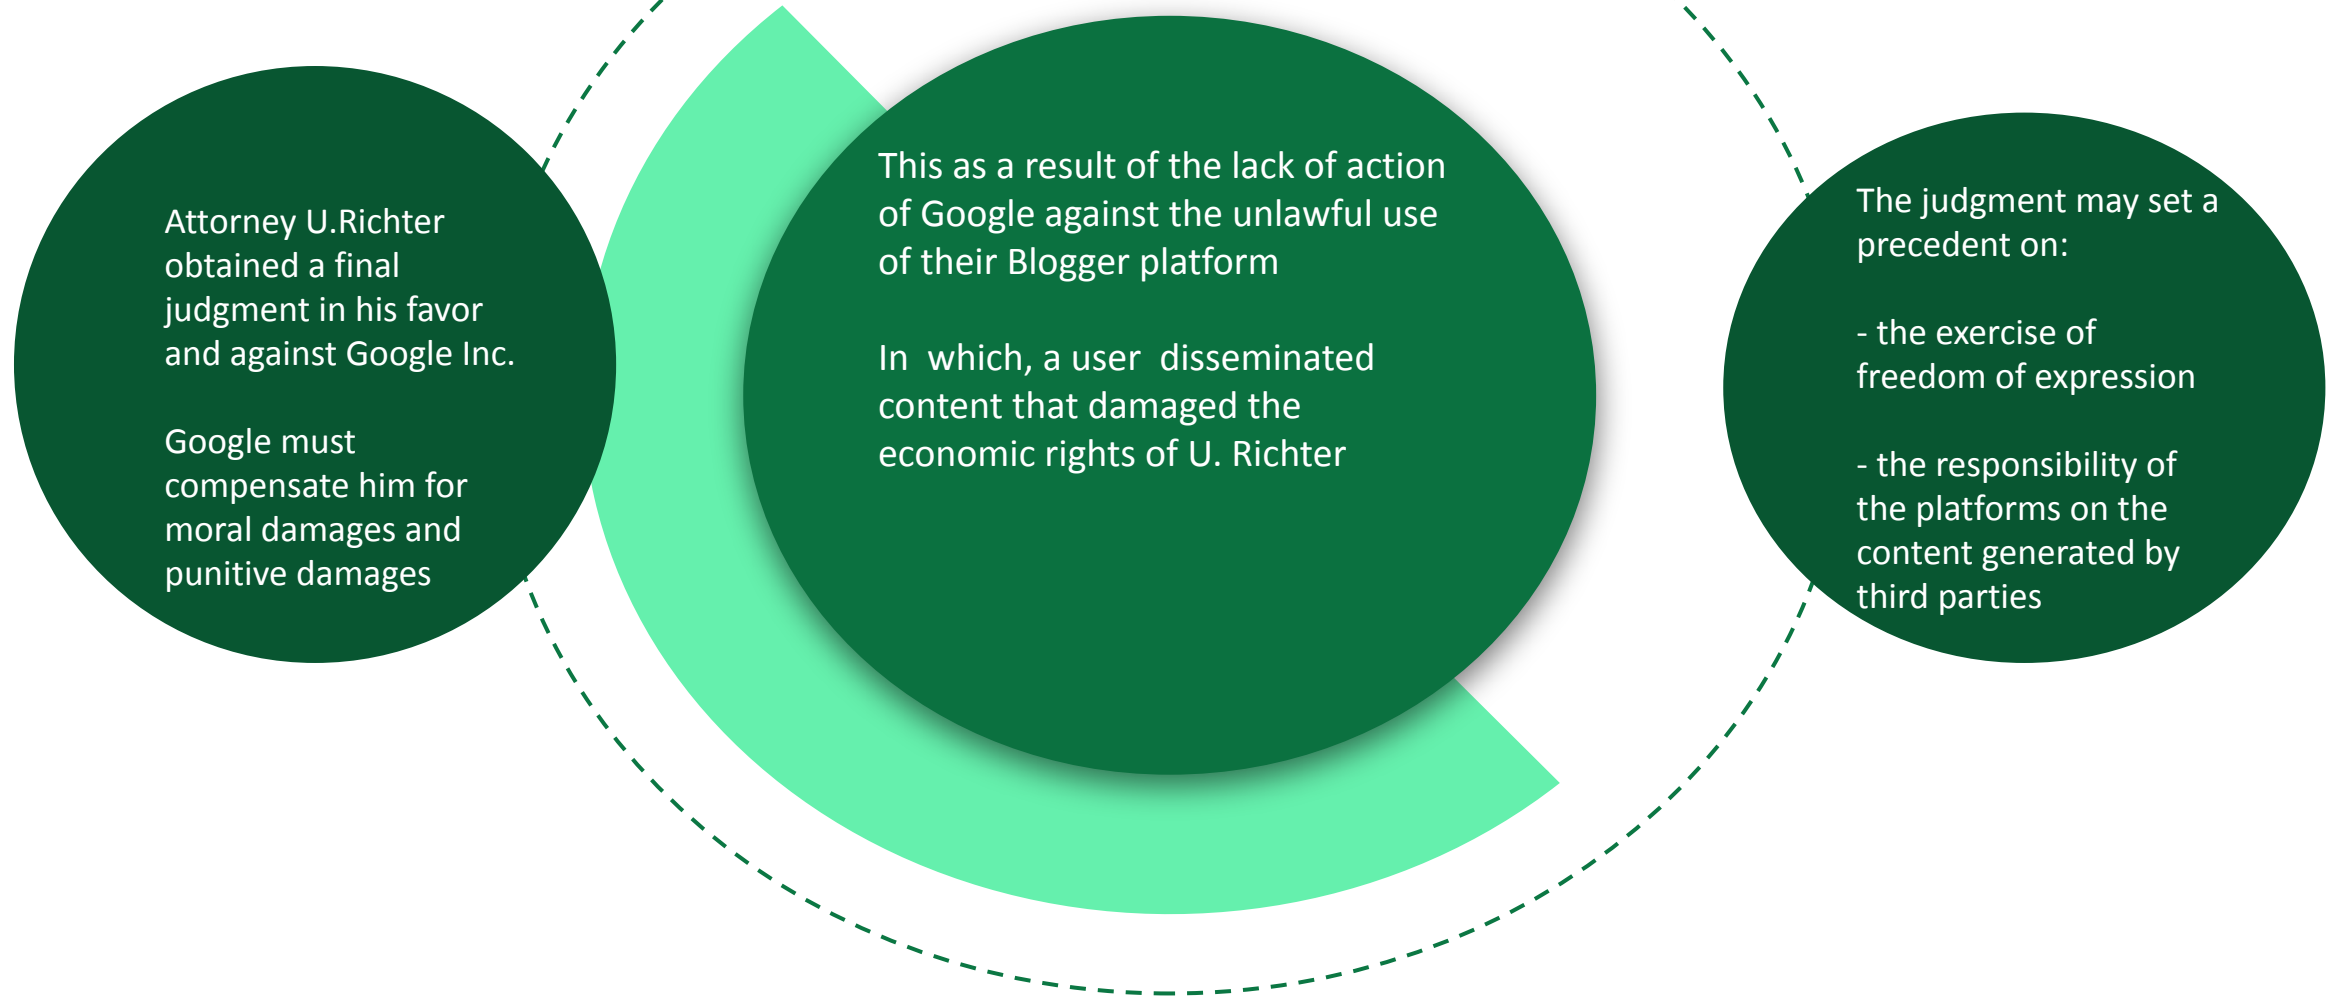 Attorney U.Richter
obtained a final
judgment in his favor
and against Google Inc.
Google must
compensate him for
moral damages and
punitive damages
This as a result of the lack of action
of Google against the unlawful use
of their Blogger platform
In  which, a user  disseminated
content that damaged the
economic rights of U. Richter
The judgment may set a
precedent on:
- the exercise of
freedom of expression
- the responsibility of
the platforms on the
content generated by
third parties